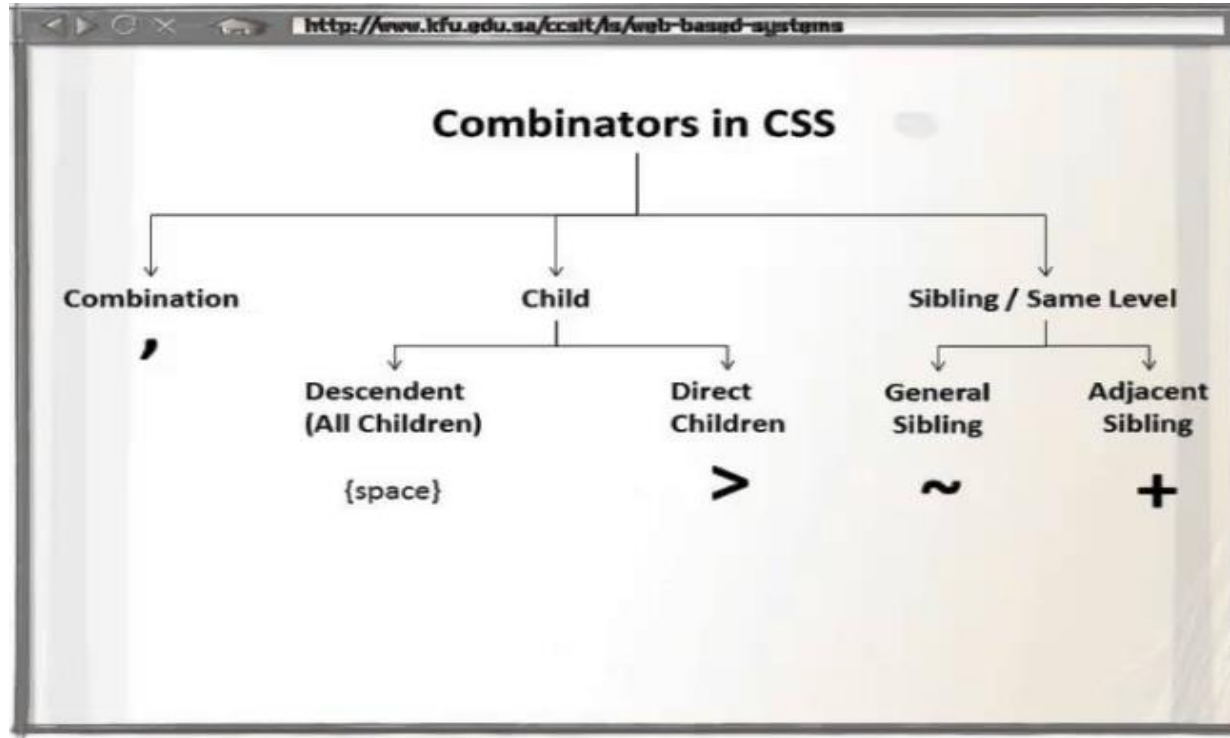 http://www.kfu.edu.sa/ccsit/is/web-based-systems
Combinators in CSS
Combination
,
Child
Sibling / Same Level
Descendent
(All Children)
{space}
Direct
Children
>
General
Sibling
~
Adjacent
Sibling
+